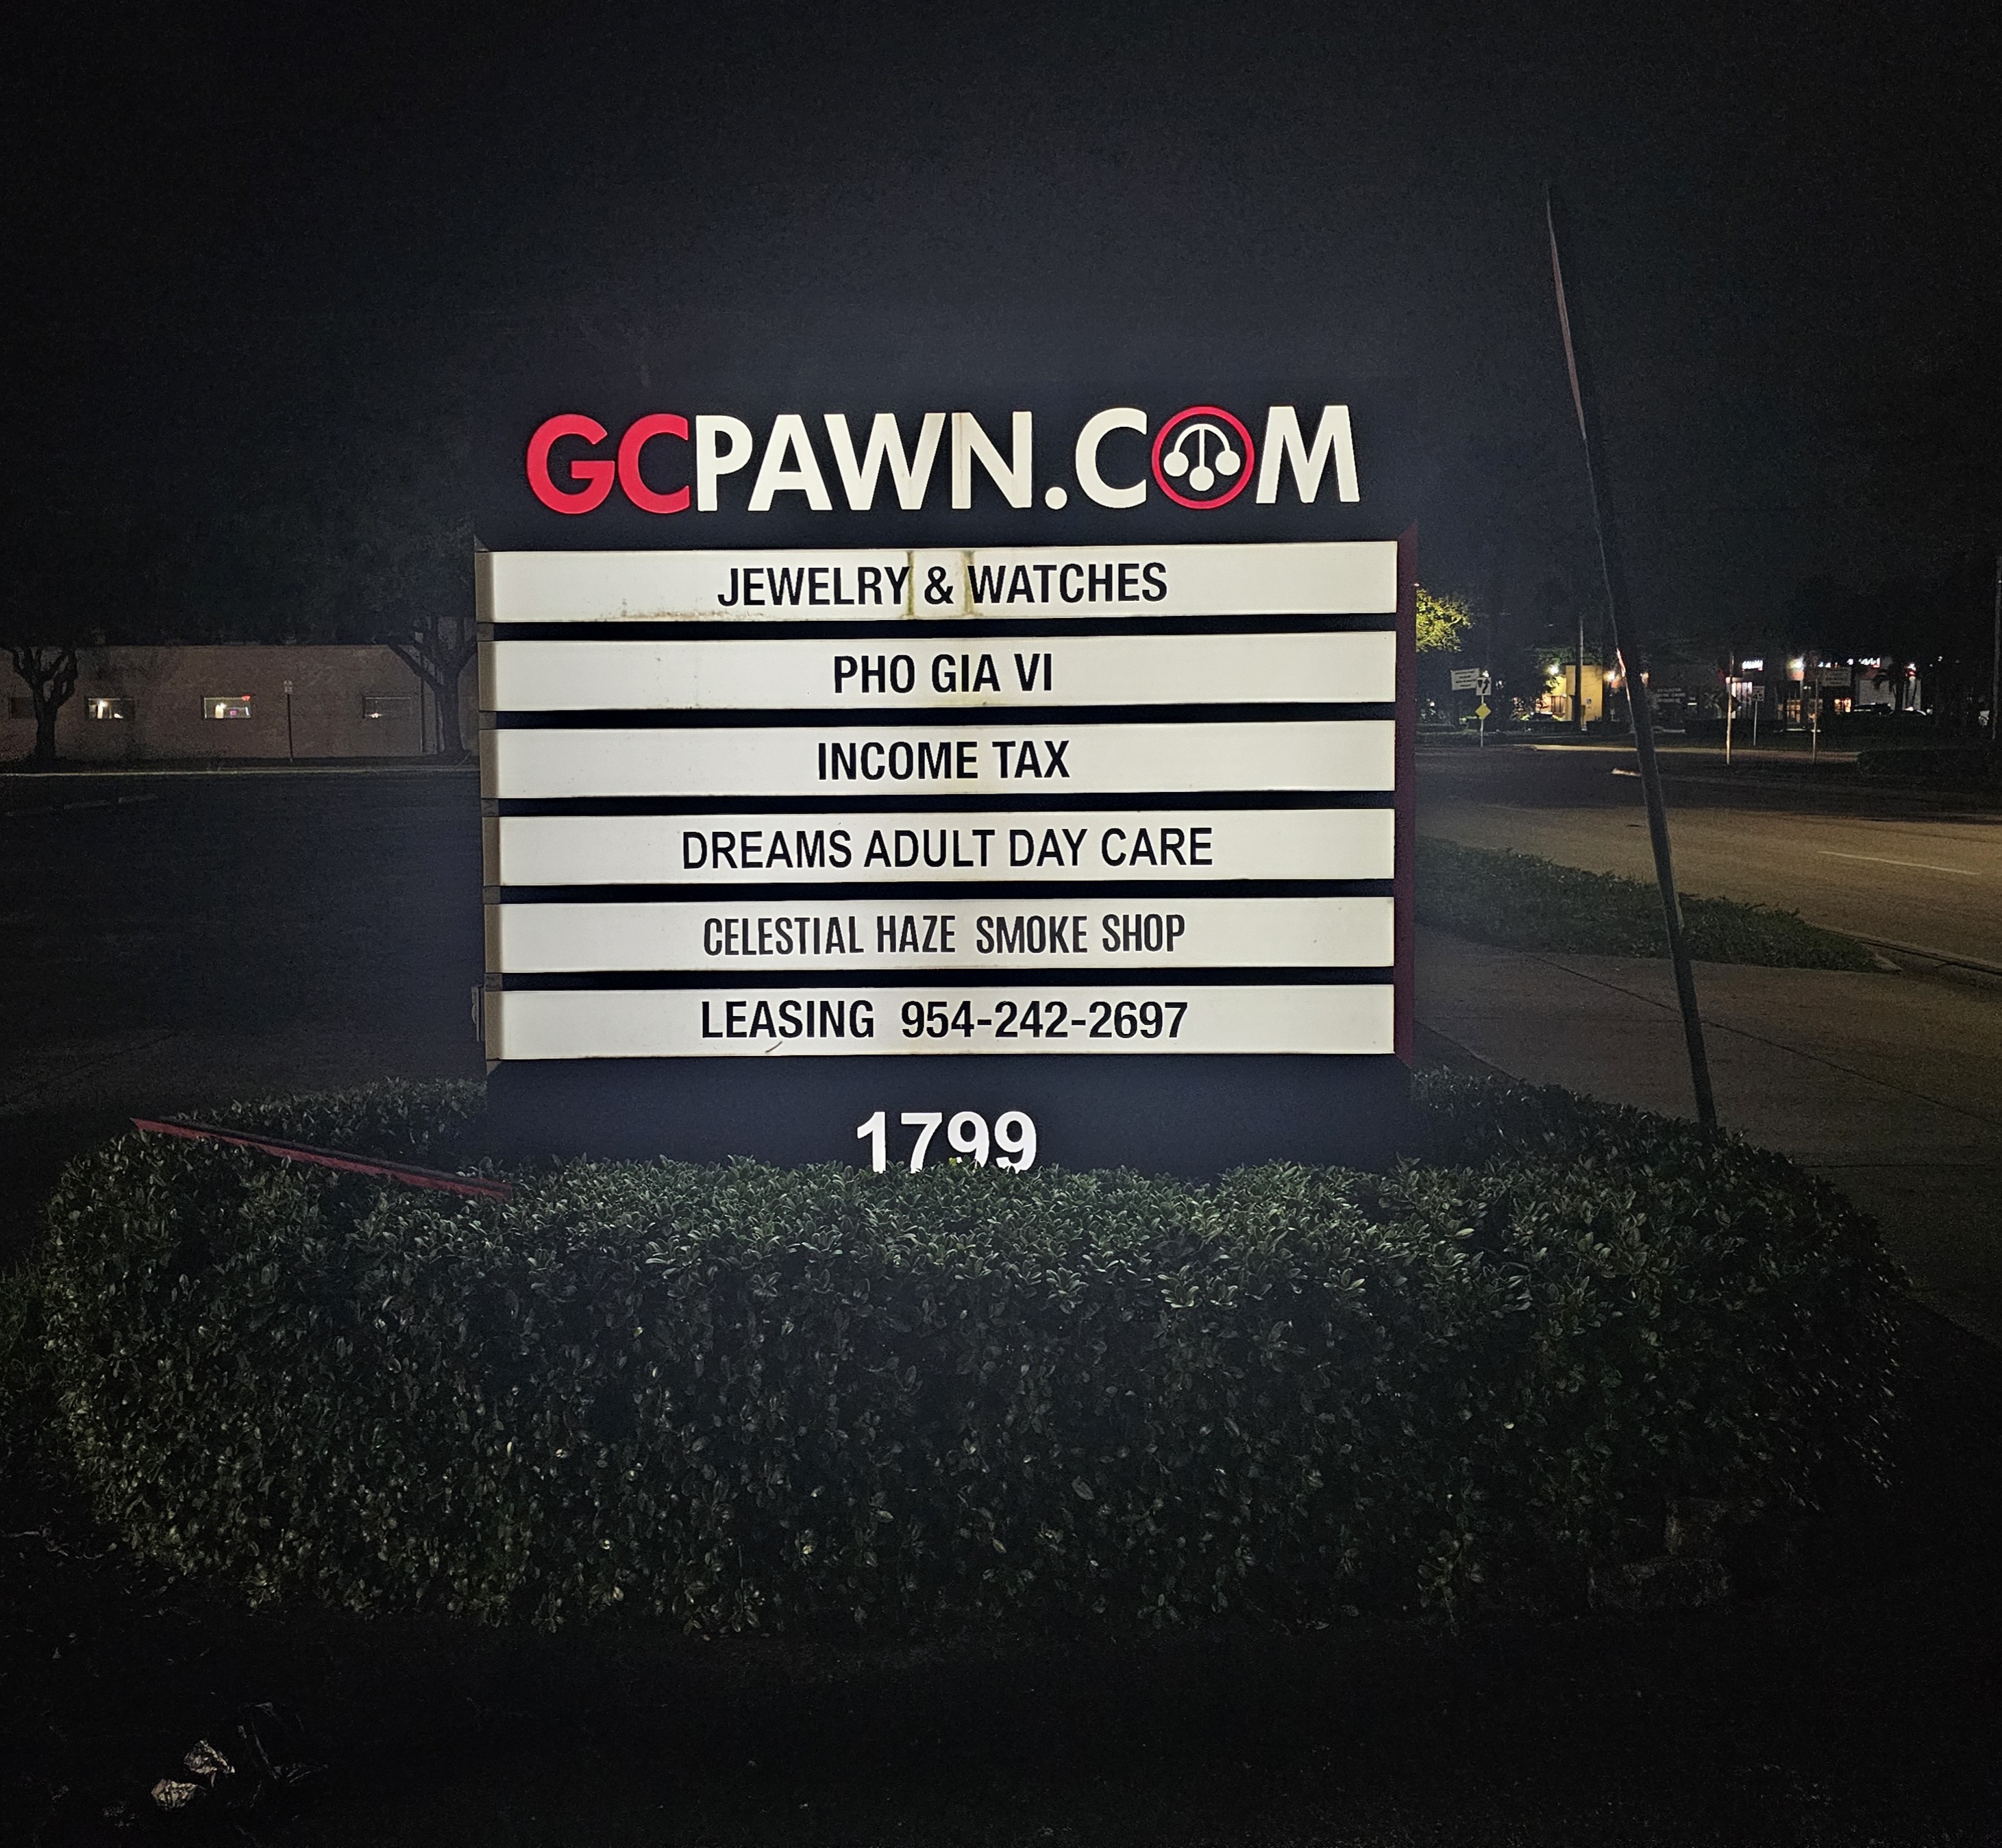 GCPAWN.COM
JEWELRY & WATCHES
PHO GIA VI
INCOME TAX
DREAMS ADULT DAY CARE
CELESTIAL HAZE SMOKE SHOP
LEASING 954-242-2697
1799